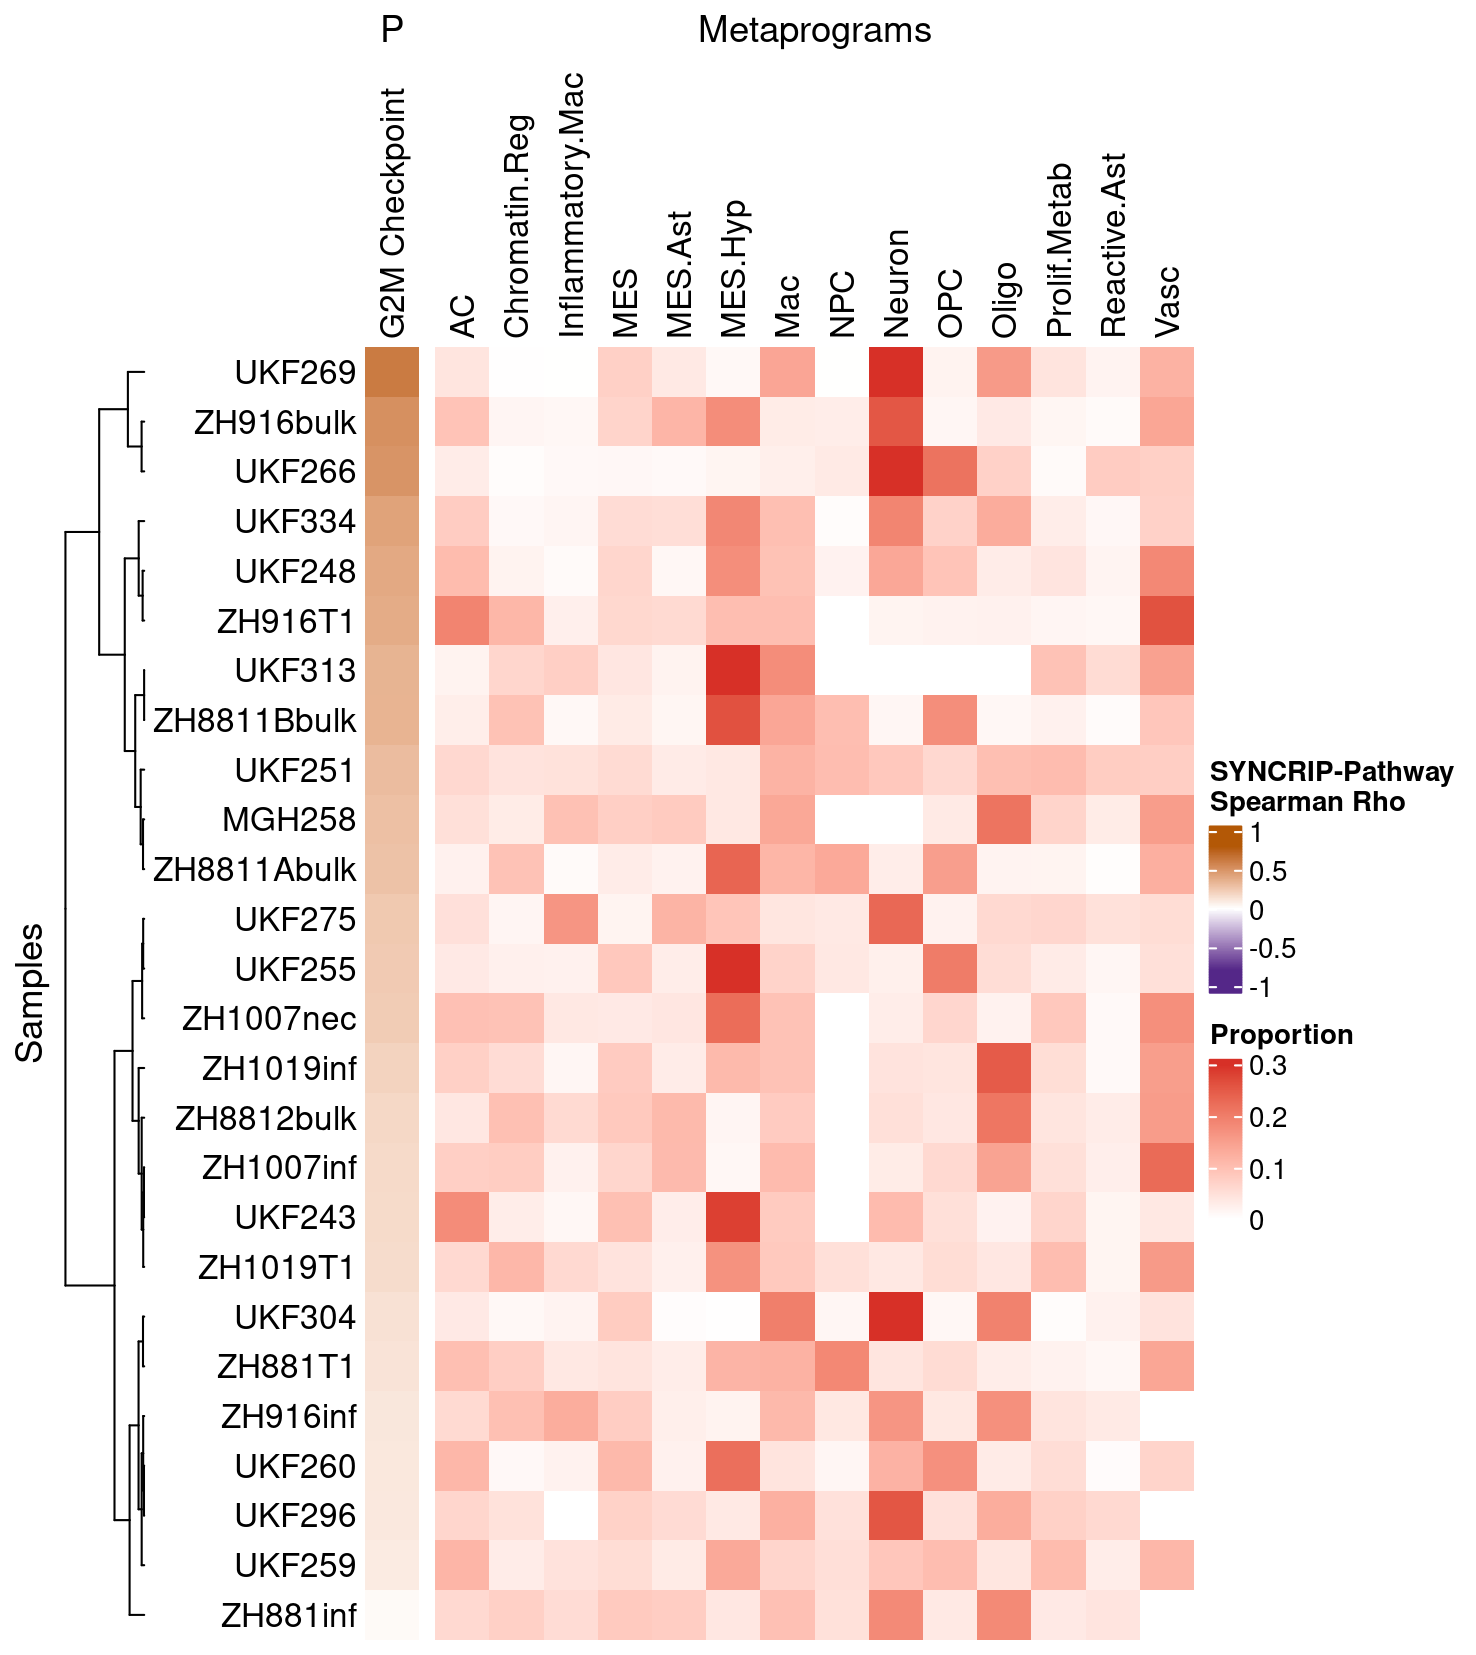 P
Metaprograms
G2M Checkpoint
AC
Chromatin.Reg
Inflammatory.Mac
MES
MES.Ast
MES.Hyp
Mac
NPC
Neuron
OPC
Oligo
Prolif.Metab
Reactive.Ast
Vasc
Samples
UKF269
ZH916bulk
UKF266
UKF334
UKF248
ZH916T1
UKF313
ZH8811Bbulk
UKF251
MGH258
ZH8811Abulk
UKF275
UKF255
ZH1007nec
ZH1019inf
ZH8812bulk
ZH1007inf
UKF243
ZH1019T1
UKF304
ZH881T1
ZH916inf
UKF260
UKF296
UKF259
ZH881inf
SYNCRIP-Pathway
Spearman Rho
1
0.5
0
-0.5
-1
Proportion
0.3
0.2
0.1
0